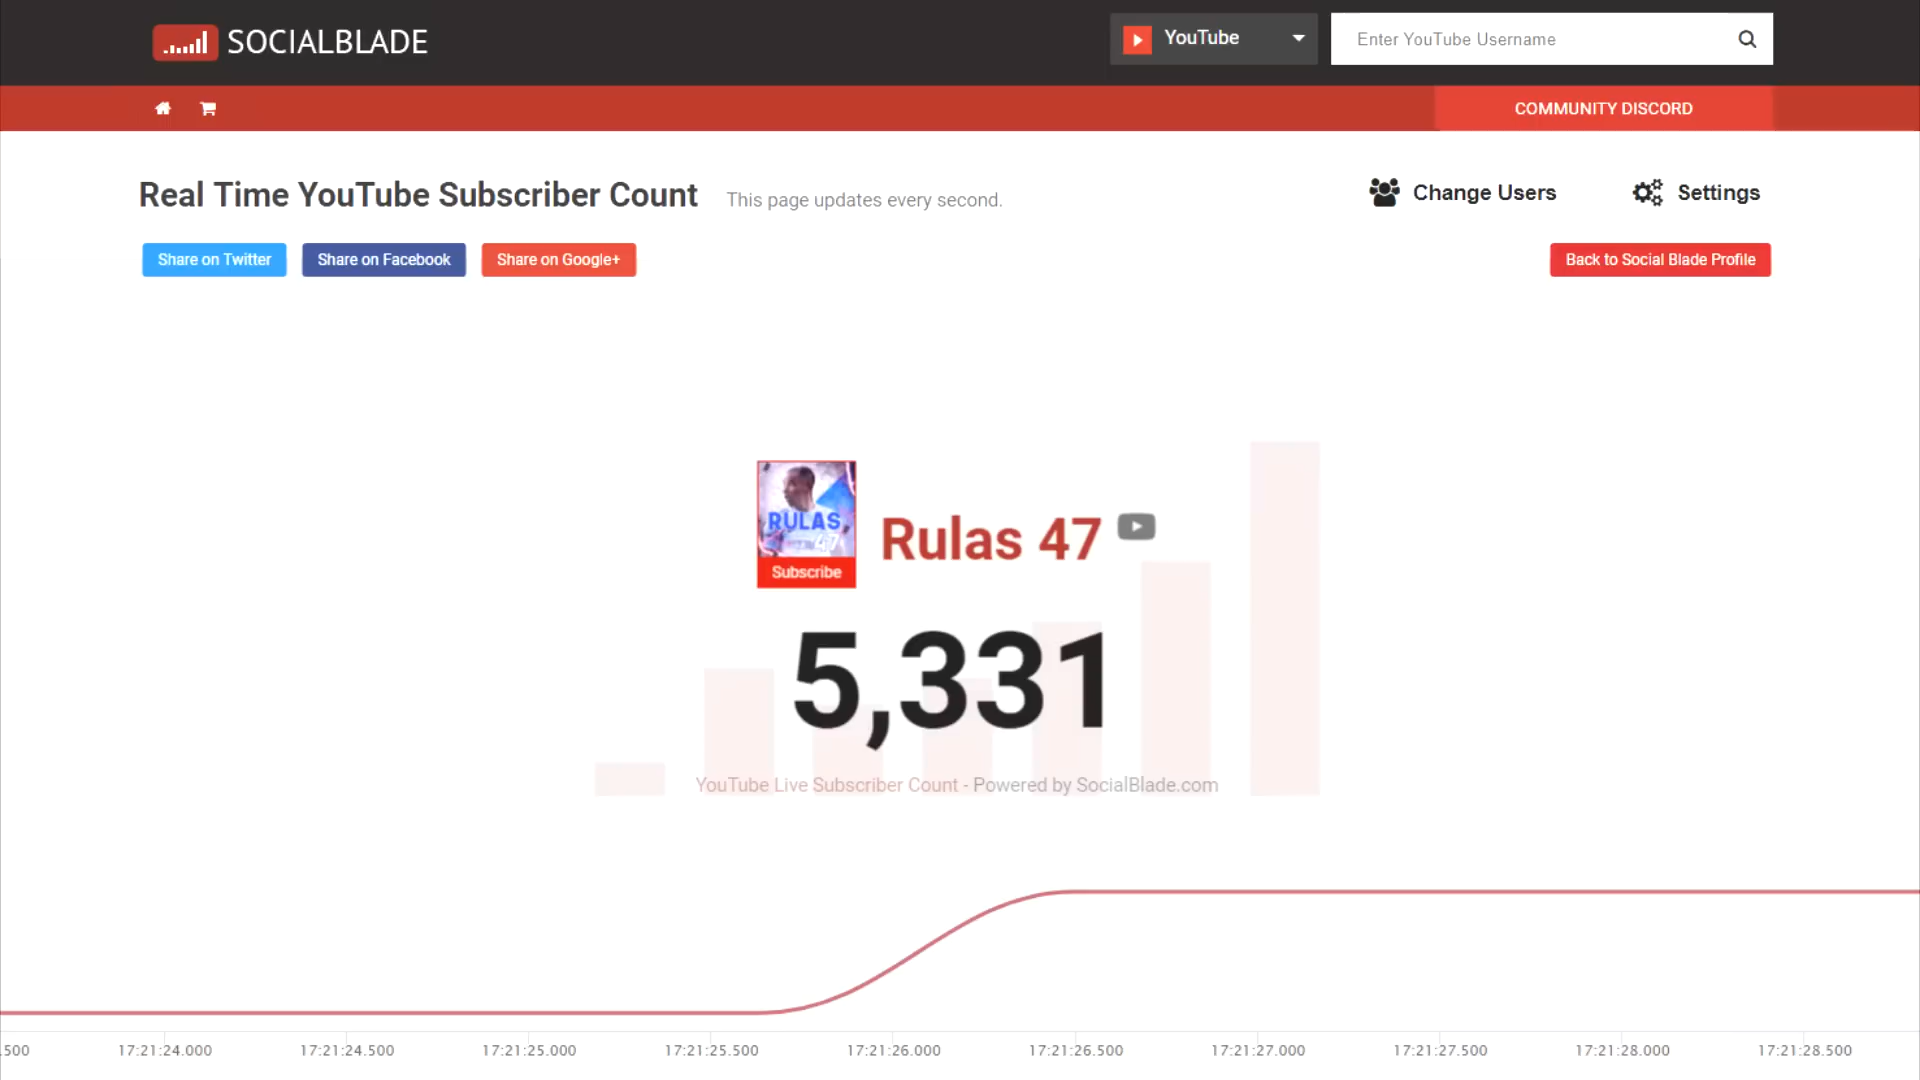 SOCIALBLADE
YouTube
Enter YouTube Username
COMMUNITY DISCORD
Real Time YouTube Subscriber Count
This page updates every second.
Change Users
Settings
Share on Twitter
Share on Facebook
Share on Google+
Back to Social Blade Profile
RULAS
47
Subscribe
Rulas 47
5,331
YouTube Live Subscriber Count - Powered by SocialBlade.com
.500
17:21:24.000
17:21:24.500
17:21:25.000
17:21:25.500
17:21:26.000
17:21:26.500
17:21:27.000
17:21:27.500
17:21:28.000
17:21:28.500